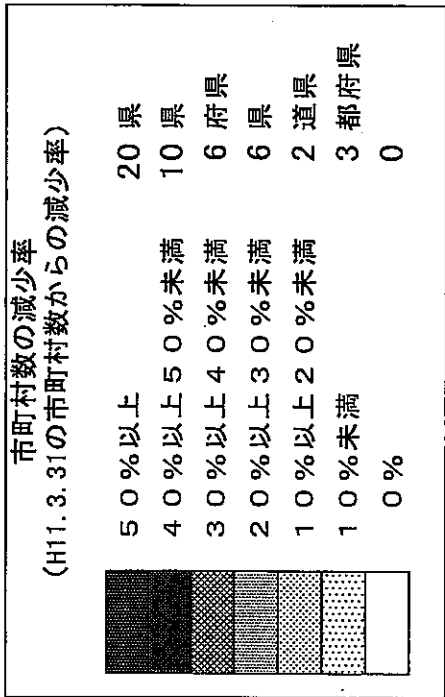 市町村数の減少率
(H11.3.31の市町村数からの減少率)
50%以上 20県
40%以上50%未満 10県
30%以上40%未満 6府県
20%以上30%未満 6県
10%以上20%未満 2道県
10%未満 3都府県
0% 0